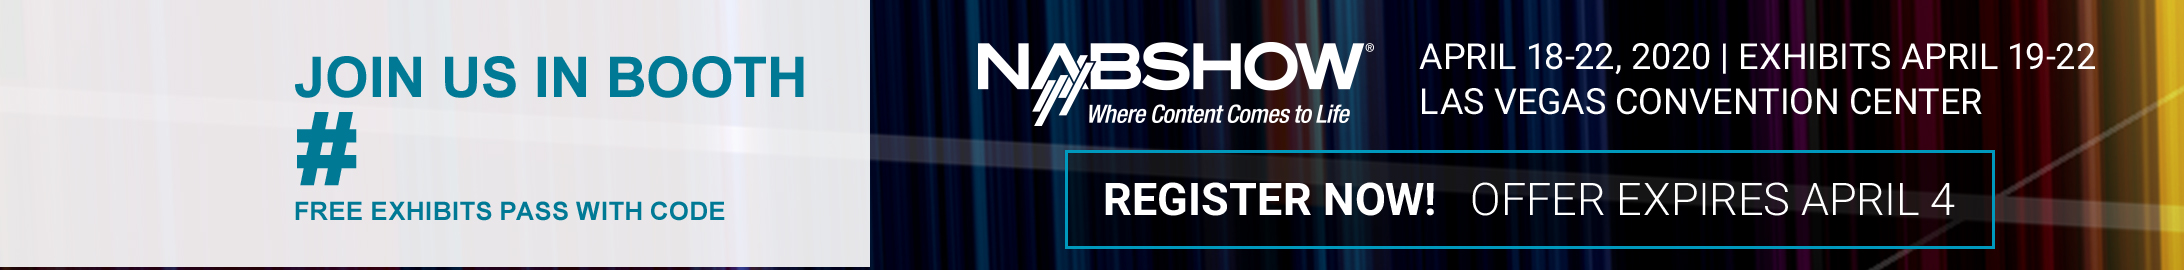 JOIN US IN BOOTH
#
FREE EXHIBITS PASS WITH CODE
NABSHOW®
Where Content Comes to Life
APRIL 18-22, 2020 | EXHIBITS APRIL 19-22
LAS VEGAS CONVENTION CENTER
REGISTER NOW! OFFER EXPIRES APRIL 4